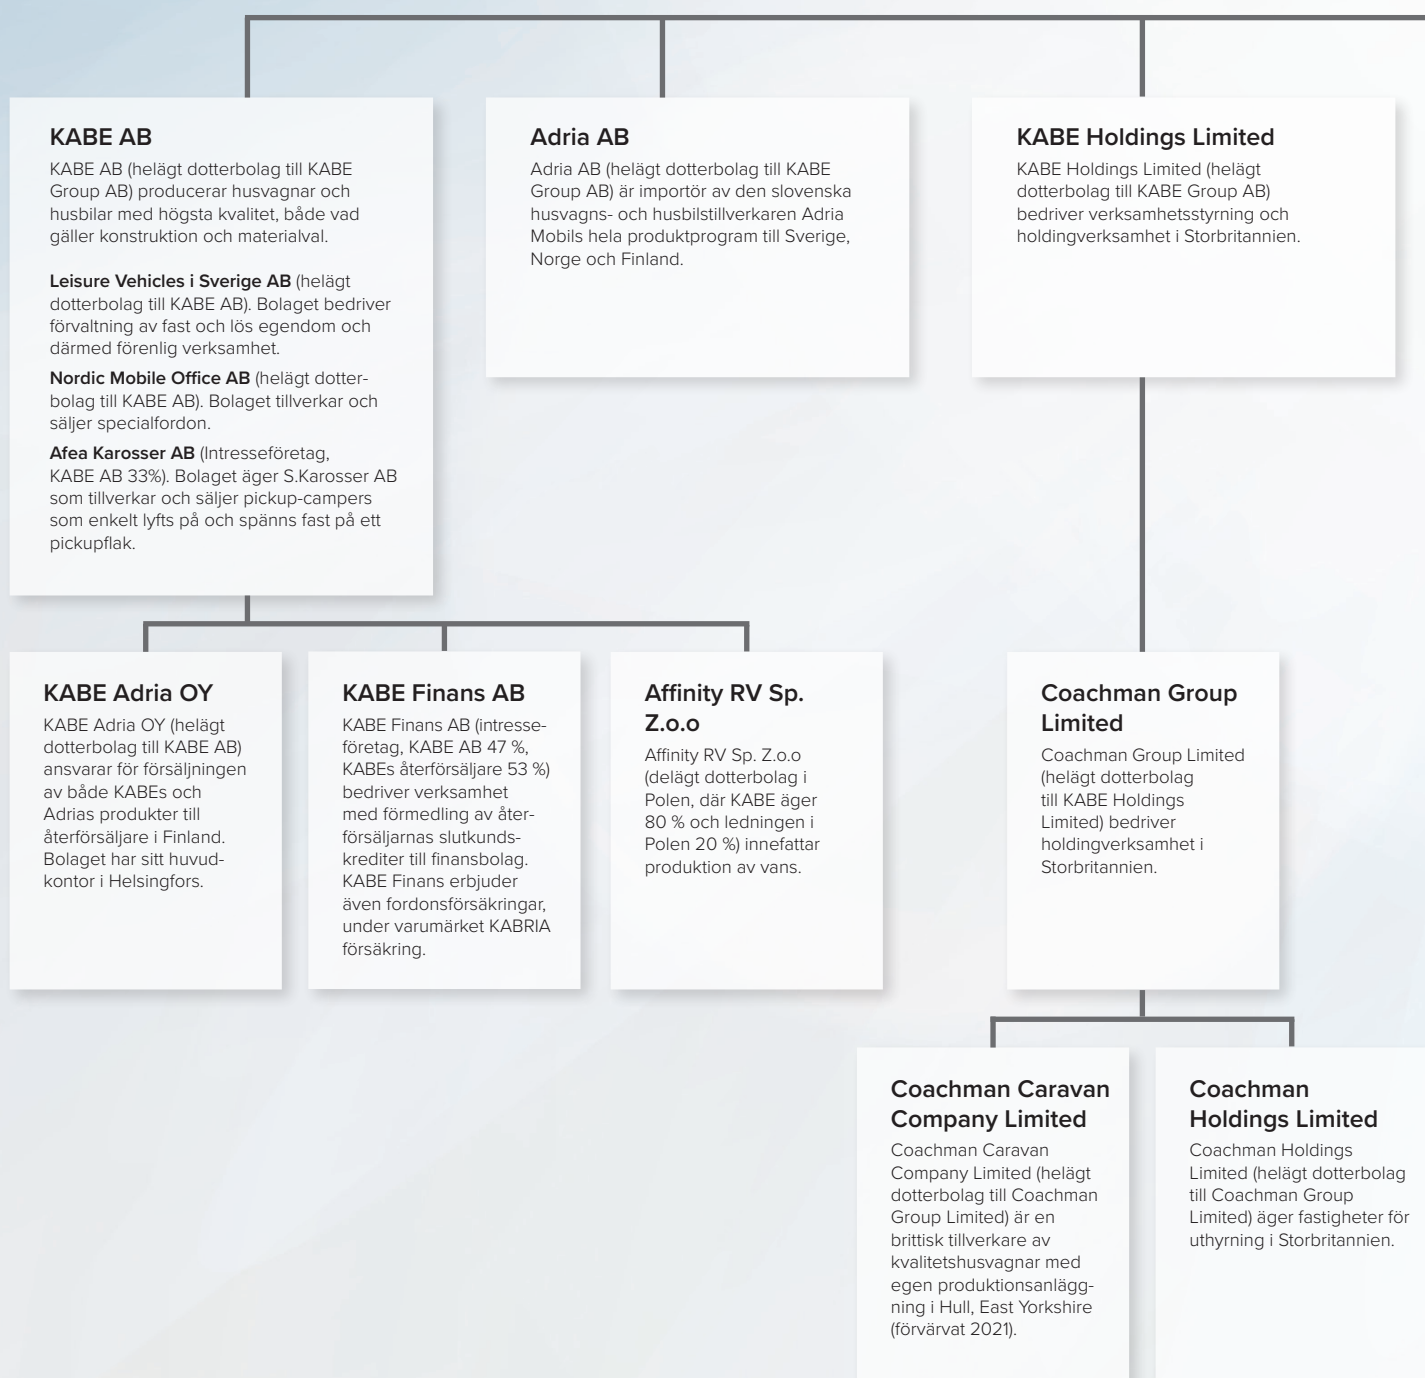 KABE AB
KABE AB (helägt dotterbolag till KABE
Group AB) producerar husvagnar och
husbilar med högsta kvalitet, både vad
gäller konstruktion och materialval.
Leisure Vehicles i Sverige AB (helägt
dotterbolag till KABE AB). Bolaget bedriver
förvaltning av fast och lös egendom och
därmed förenlig verksamhet.
Nordic Mobile Office AB (helägt dotter-
bolag till KABE AB). Bolaget tillverkar och
säljer specialfordon.
Afea Karosser AB (Intresseföretag,
KABE AB 33%). Bolaget äger S.Karosser AB
som tillverkar och säljer pickup-campers
som enkelt lyfts på och spänns fast på ett
pickupflak.
Adria AB
Adria AB (helägt dotterbolag till KABE
Group AB) är importör av den slovenska
husvagns- och husbilstillverkaren Adria
Mobils hela produktprogram till Sverige,
Norge och Finland.
KABE Holdings Limited
KABE Holdings Limited (helägt
dotterbolag till KABE Group AB)
bedriver verksamhetsstyrning och
holdingverksamhet i Storbritannien.
KABE Adria OY
KABE Adria OY (helägt
dotterbolag till KABE AB)
ansvarar för försäljningen
av både KABEs och
Adrias produkter till
återförsäljare i Finland.
Bolaget har sitt huvud-
kontor i Helsingfors.
KABE Finans AB
KABE Finans AB (intresse-
företag, KABE AB 47 %,
KABEs återförsäljare 53 %)
bedriver verksamhet
med förmedling av åter-
försäljarnas slutkunds-
krediter till finansbolag.
KABE Finans erbjuder
även fordonsförsäkringar,
under varumärket KABRIA
försäkring.
Affinity RV Sp.
Z.o.o
Affinity RV Sp. Z.o.o
(delägt dotterbolag i
Polen, där KABE äger
80 % och ledningen i
Polen 20 %) innefattar
produktion av vans.
Coachman Group
Limited
Coachman Group Limited
(helägt dotterbolag
till KABE Holdings
Limited) bedriver
holdingverksamhet i
Storbritannien.
Coachman Caravan
Company Limited
Coachman Caravan
Company Limited (helägt
dotterbolag till Coachman
Group Limited) är en
brittisk tillverkare av
kvalitetshusvagnar med
egen produktionsanlägg-
ning i Hull, East Yorkshire
(förvärvat 2021).
Coachman
Holdings Limited
Coachman Holdings
Limited (helägt dotterbolag
till Coachman Group
Limited) äger fastigheter för
uthyrning i Storbritannien.